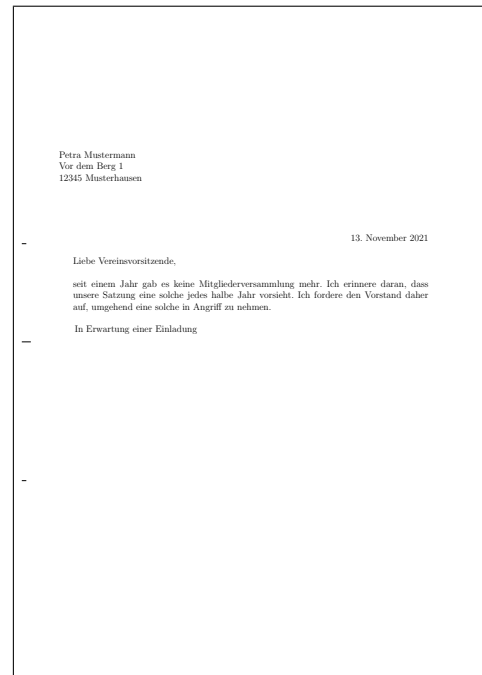 Petra Mustermann
Vor dem Berg 1
12345 Musterhausen
13. November 2021
Liebe Vereinsvorsitzende,
seit einem Jahr gab es keine Mitgliederversammlung mehr. Ich erinnere daran, dass
unsere Satzung eine solche jedes halbe Jahr vorsieht. Ich fordere den Vorstand daher
auf, umgehend eine solche in Angriff zu nehmen.
In Erwartung einer Einladung